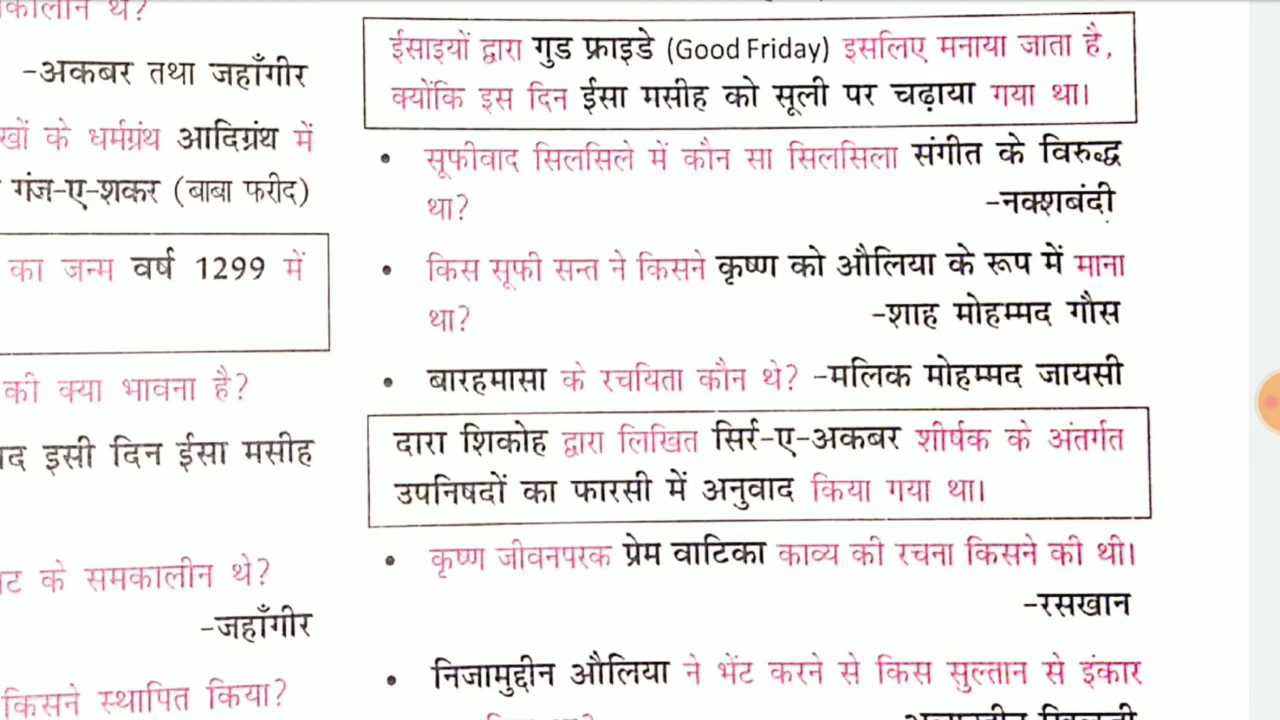 थे?
-अकबर तथा जहाँगीर
के धर्मग्रंथ आदिग्रंथ में
गंज-ए-शकर (बाबा फरीद)
का जन्म वर्ष 1299 में
की क्या भावना है?
इसी दिन ईसा मसीह
के समकालीन थे?
-जहाँगीर
किसने स्थापित किया?
ईसाइयों द्वारा गुड फ्राइडे (Good Friday) इसलिए मनाया जाता है,
क्योंकि इस दिन ईसा मसीह को सूली पर चढ़ाया गया था।
• सूफीवाद सिलसिले में कौन सा सिलसिला संगीत के विरुद्ध
था? -नक्शबंदी
• किस सूफी सन्त ने किसने कृष्ण को औलिया के रूप में माना
था? -शाह मोहम्मद गौस
• बारहमासा के रचयिता कौन थे? -मलिक मोहम्मद जायसी
दारा शिकोह द्वारा लिखित सिर्र-ए-अकबर शीर्षक के अंतर्गत
उपनिषदों का फारसी में अनुवाद किया गया था।
• कृष्ण जीवनपरक प्रेम वाटिका काव्य की रचना किसने की थी।
-रसखान
• निजामुद्दीन औलिया ने भेंट करने से किस सुल्तान से इंकार